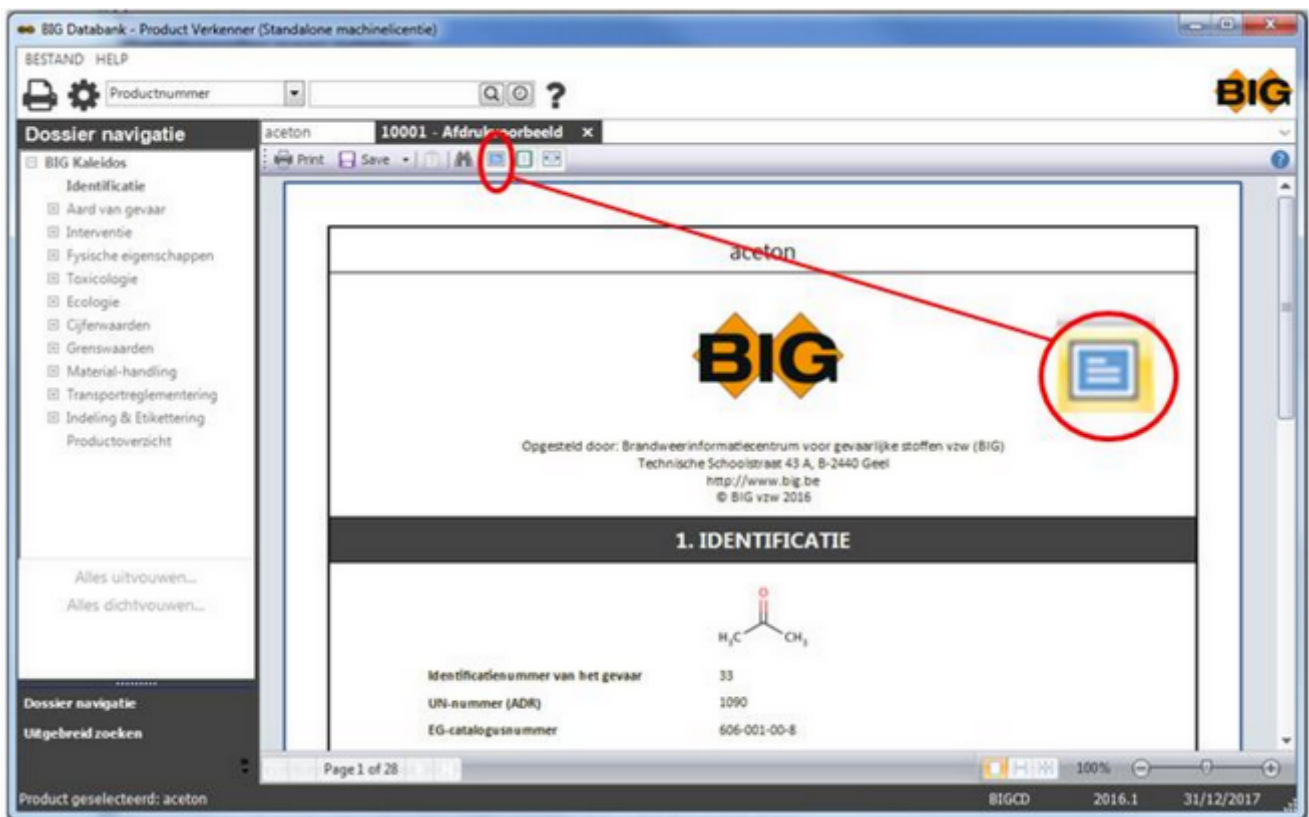 BIG Databank - Product Verkenner (Standalone machinelicentie)
BESTAND HELP
Productnummer
?
BIG
Dossier navigatie
aceton
10001 - Afdrukvoorbeeld ×
Print Save
?
BIG Kaleidos
Identificatie
Aard van gevaar
Interventie
Fysische eigenschappen
Toxicologie
Ecologie
Cijferwaarden
Grenswaarden
Material-handling
Transportreglementering
Indeling & Etikettering
Productoverzicht
Alles uitvouwen...
Alles dichtvouwen...
Dossier navigatie
Uitgebreid zoeken
aceton
BIG
Opgesteld door: Brandweerinformatiecentrum voor gevaarlijke stoffen vzw (BIG)
Technische Schoolstraat 43 A, B-2440 Geel
http://www.big.be
© BIG vzw 2016
1. IDENTIFICATIE
O
H₃C CH₃
Identificatienummer van het gevaar 33
UN-nummer (ADR) 1090
EG-catalogusnummer 606-001-00-8
Page 1 of 28
100%
Product geselecteerd: aceton
BIGCD 2016.1 31/12/2017